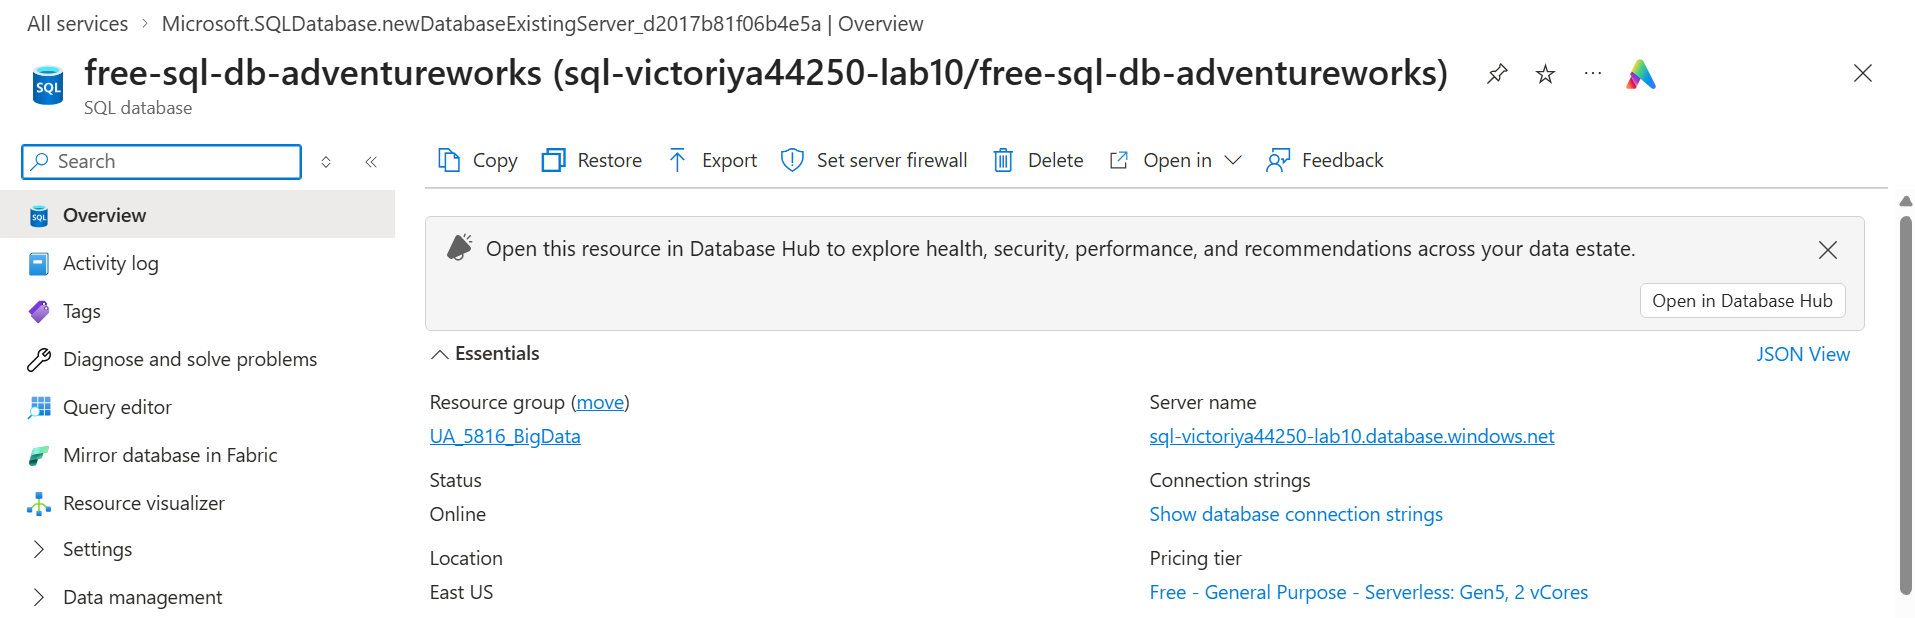 All services > Microsoft.SQLDatabase.newDatabaseExistingServer_d2017b81f06b4e5a | Overview
SQL
free-sql-db-adventureworks (sql-victoriya44250-lab10/free-sql-db-adventureworks)
SQL database
Search
Copy Restore Export Set server firewall Delete Open in Feedback
SQL Overview
Activity log
Tags
Diagnose and solve problems
Query editor
Mirror database in Fabric
Resource visualizer
Settings
Data management
Open this resource in Database Hub to explore health, security, performance, and recommendations across your data estate.
Open in Database Hub
Essentials
JSON View
Resource group (move)
UA_5816_BigData
Status
Online
Location
East US
Server name
sql-victoriya44250-lab10.database.windows.net
Connection strings
Show database connection strings
Pricing tier
Free - General Purpose - Serverless: Gen5, 2 vCores